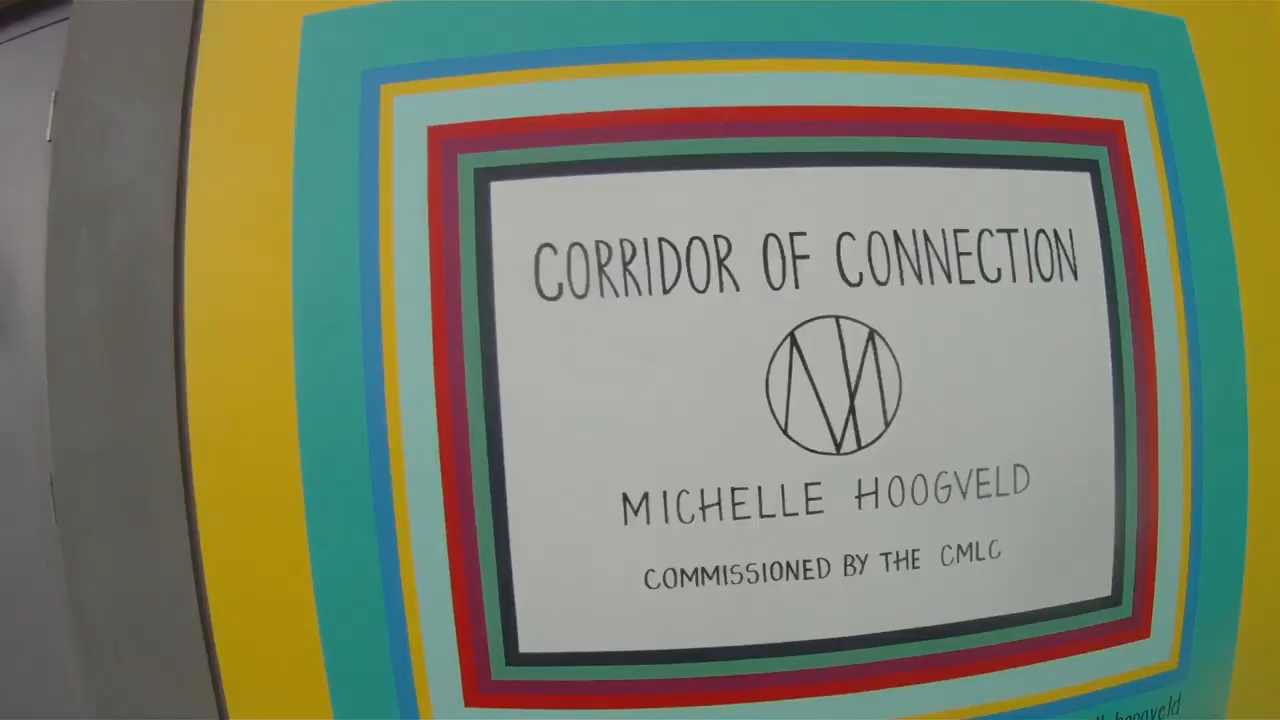 CORRIDOR OF CONNECTION
MICHELLE HOOGVELD
COMMISSIONED BY THE CMLC